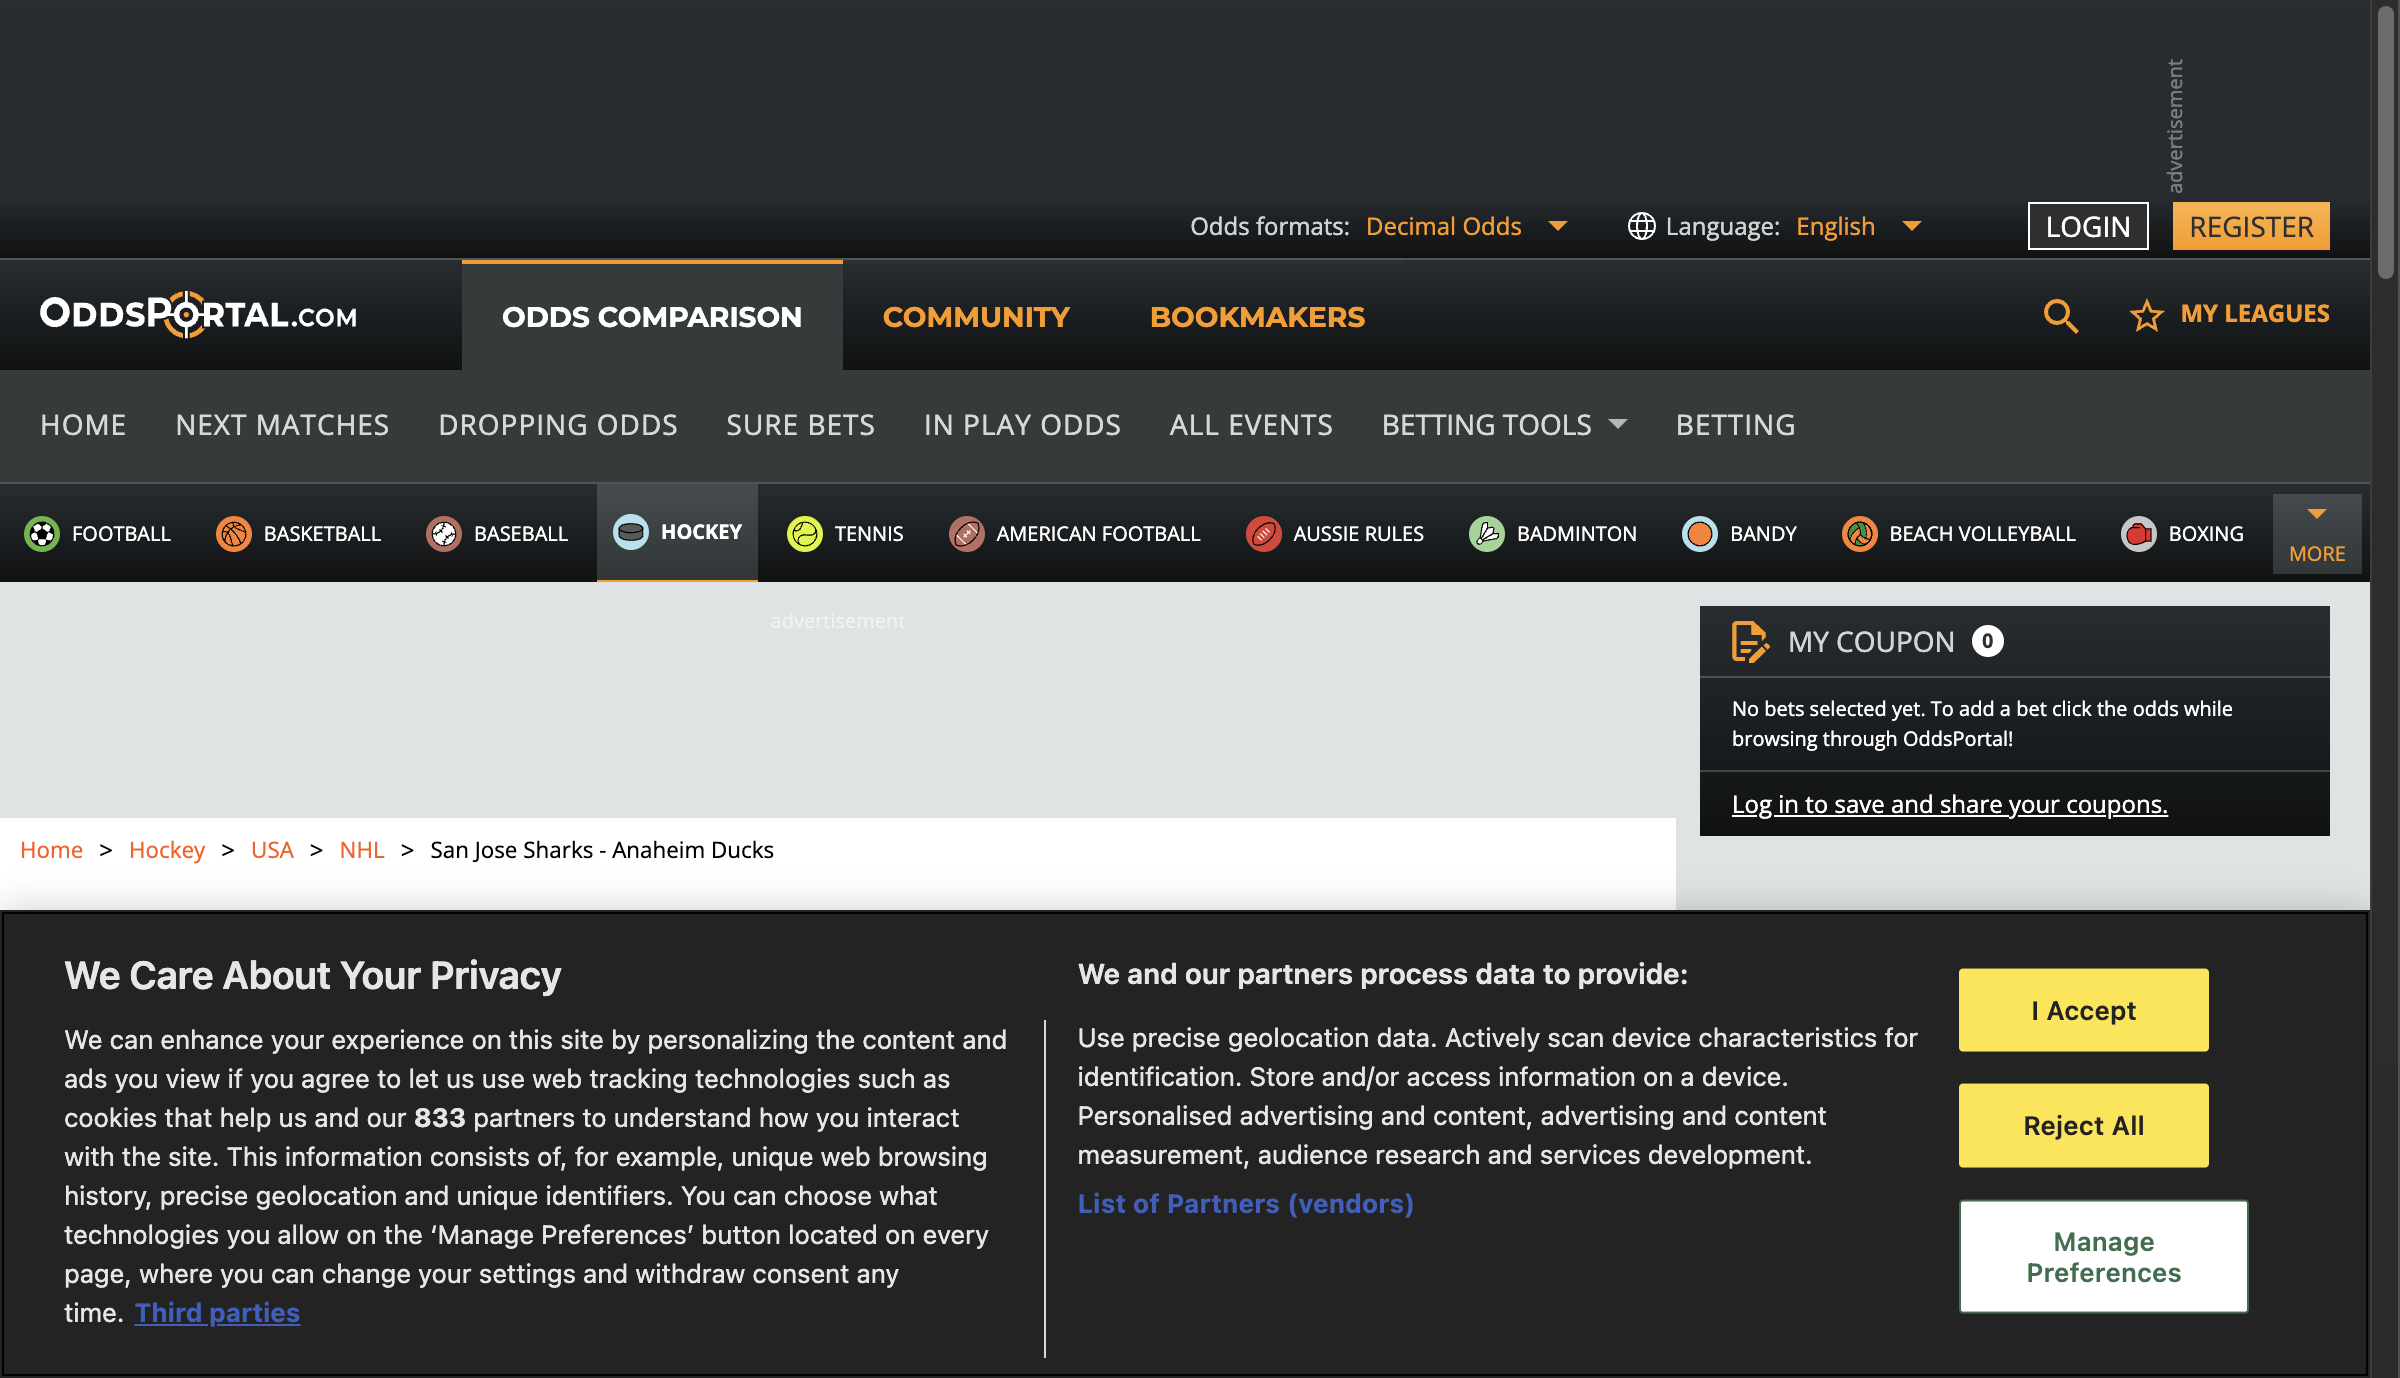 advertisement
Odds formats: Decimal Odds
Language: English
LOGIN
REGISTER
ODDSPORTAL.COM
ODDS COMPARISON
COMMUNITY
BOOKMAKERS
MY LEAGUES
HOME
NEXT MATCHES
DROPPING ODDS
SURE BETS
IN PLAY ODDS
ALL EVENTS
BETTING TOOLS
BETTING
FOOTBALL
BASKETBALL
BASEBALL
HOCKEY
TENNIS
AMERICAN FOOTBALL
AUSSIE RULES
BADMINTON
BANDY
BEACH VOLLEYBALL
BOXING
MORE
advertisement
MY COUPON 0
No bets selected yet. To add a bet click the odds while
browsing through OddsPortal!
Log in to save and share your coupons.
Home > Hockey > USA > NHL > San Jose Sharks - Anaheim Ducks
We Care About Your Privacy
We can enhance your experience on this site by personalizing the content and
ads you view if you agree to let us use web tracking technologies such as
cookies that help us and our 833 partners to understand how you interact
with the site. This information consists of, for example, unique web browsing
history, precise geolocation and unique identifiers. You can choose what
technologies you allow on the ‘Manage Preferences’ button located on every
page, where you can change your settings and withdraw consent any
time. Third parties
We and our partners process data to provide:
Use precise geolocation data. Actively scan device characteristics for
identification. Store and/or access information on a device.
Personalised advertising and content, advertising and content
measurement, audience research and services development.
List of Partners (vendors)
I Accept
Reject All
Manage
Preferences